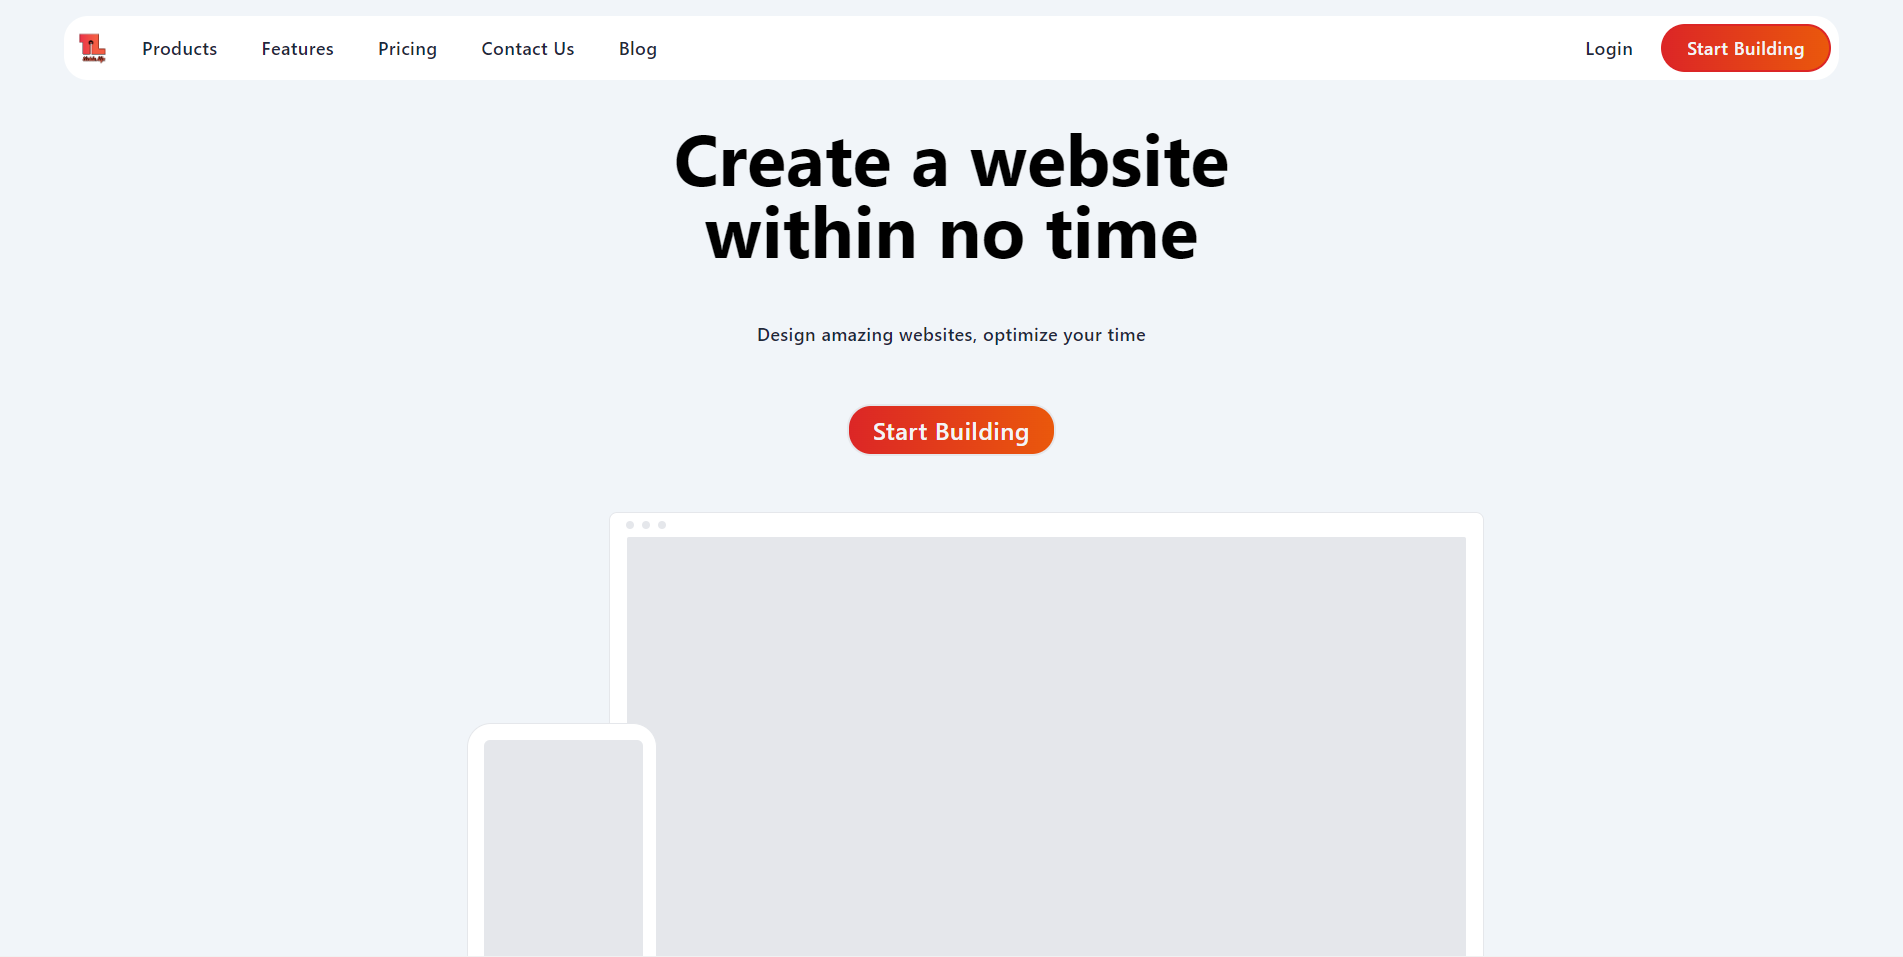 Products
Features
Pricing
Contact Us
Blog
Login
Start Building
Create a website
within no time
Design amazing websites, optimize your time
Start Building